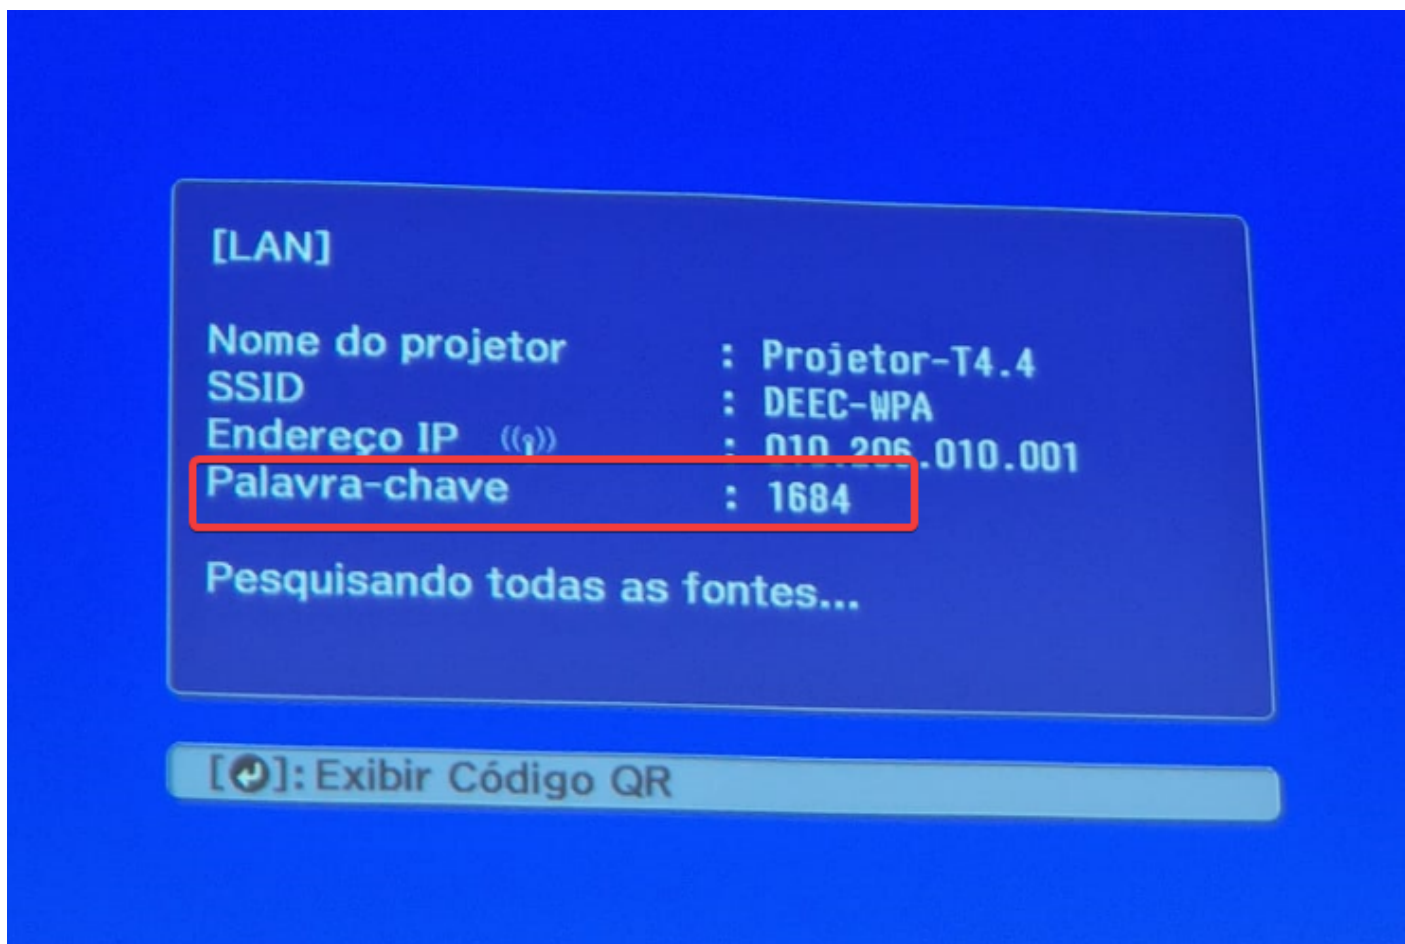 [LAN]
Nome do projetor : Projetor-T4.4
SSID : DEEC-WPA
Endereço IP : 010.206.010.001
Palavra-chave : 1684
Pesquisando todas as fontes...
[↵]: Exibir Código QR